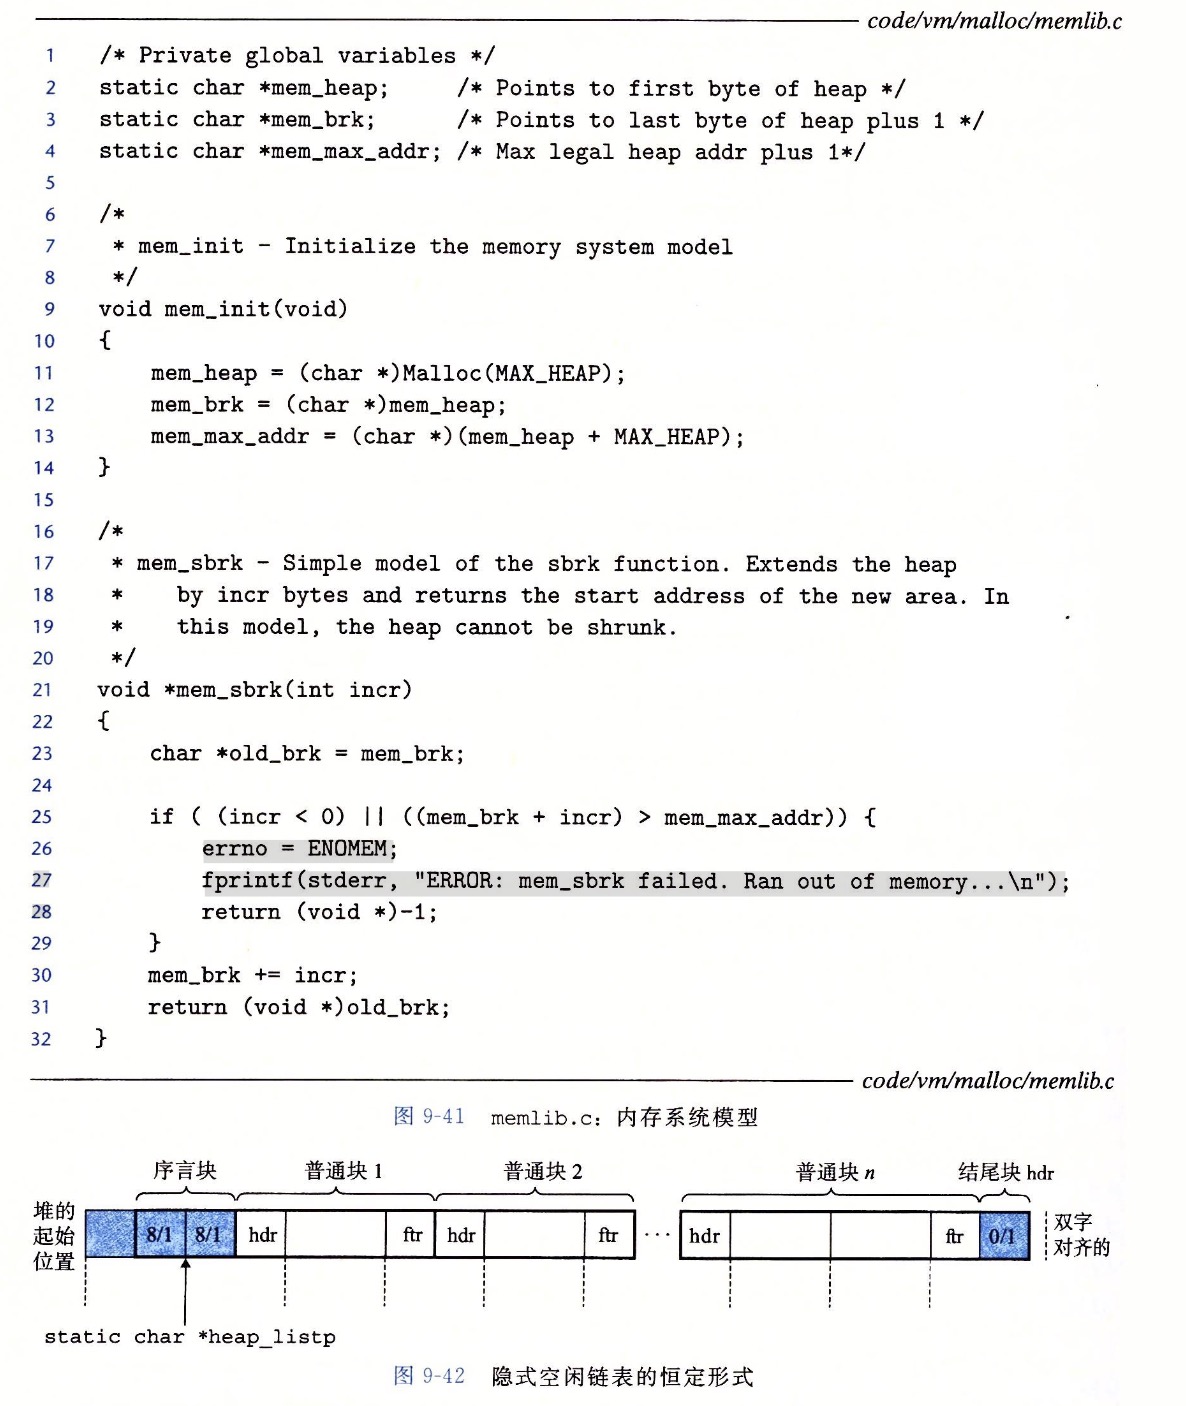 code/vm/malloc/memlib.c
1 /* Private global variables */
2 static char *mem_heap; /* Points to first byte of heap */
3 static char *mem_brk; /* Points to last byte of heap plus 1 */
4 static char *mem_max_addr; /* Max legal heap addr plus 1*/
5
6 /*
7 * mem_init - Initialize the memory system model
8 */
9 void mem_init(void)
10 {
11 mem_heap = (char *)Malloc(MAX_HEAP);
12 mem_brk = (char *)mem_heap;
13 mem_max_addr = (char *)(mem_heap + MAX_HEAP);
14 }
15
16 /*
17 * mem_sbrk - Simple model of the sbrk function. Extends the heap
18 * by incr bytes and returns the start address of the new area. In
19 * this model, the heap cannot be shrunk.
20 */
21 void *mem_sbrk(int incr)
22 {
23 char *old_brk = mem_brk;
24
25 if ( (incr < 0) || ((mem_brk + incr) > mem_max_addr)) {
26 errno = ENOMEM;
27 fprintf(stderr, "ERROR: mem_sbrk failed. Ran out of memory...\n");
28 return (void *)-1;
29 }
30 mem_brk += incr;
31 return (void *)old_brk;
32 }
code/vm/malloc/memlib.c
图 9-41 memlib.c：内存系统模型
序言块 普通块 1 普通块 2 普通块 n 结尾块 hdr
堆的
起始
位置
8/1 8/1 hdr ftr hdr ftr ··· hdr ftr 0/1
双字
对齐的
static char *heap_listp
图 9-42 隐式空闲链表的恒定形式